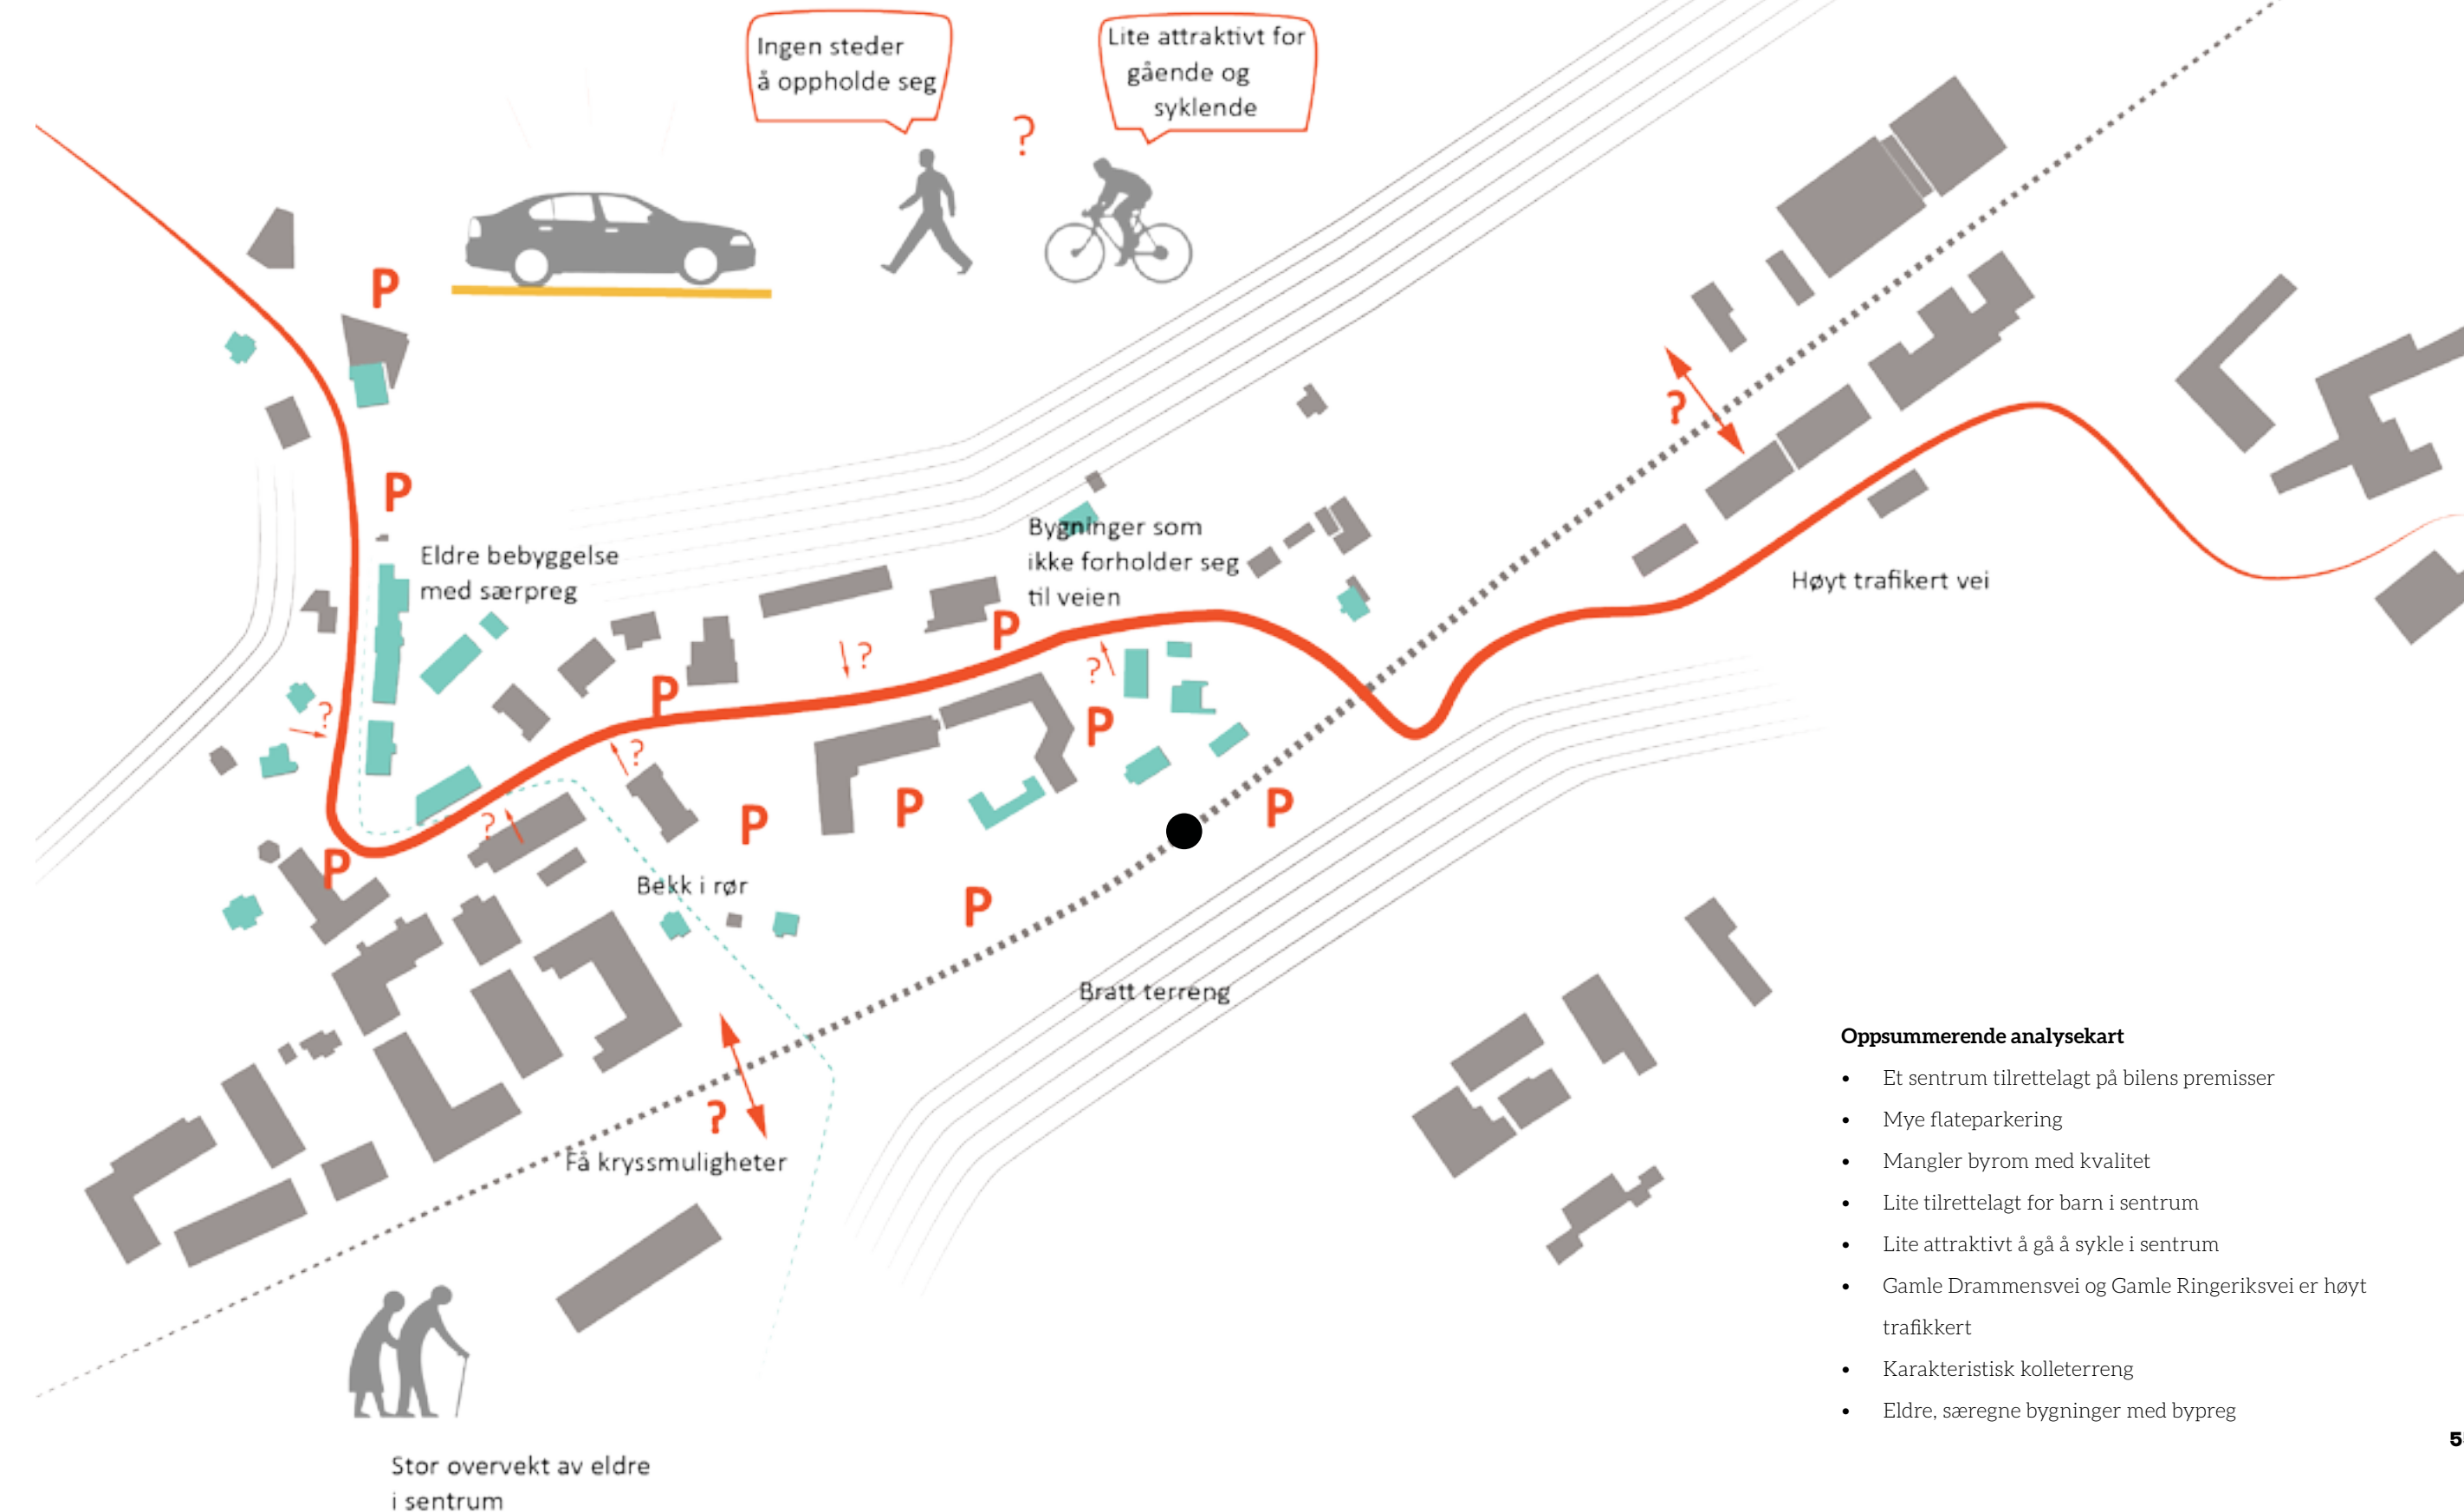 Ingen steder
å oppholde seg
Lite attraktivt for
gående og
syklende
?
P
?
P
Eldre bebyggelse
med særpreg
Bygninger som
ikke forholder seg
til veien
Høyt trafikert vei
P
?
?
P
?
P
?
?
P
P
P
P
P
Bekk i rør
P
Bratt terreng
?
Få kryssmuligheter
Stor overvekt av eldre
i sentrum
Oppsummerende analysekart
• Et sentrum tilrettelagt på bilens premisser
• Mye flateparkering
• Mangler byrom med kvalitet
• Lite tilrettelagt for barn i sentrum
• Lite attraktivt å gå å sykle i sentrum
• Gamle Drammensvei og Gamle Ringeriksvei er høyt
trafikkert
• Karakteristisk kolleterreng
• Eldre, særegne bygninger med bypreg
5